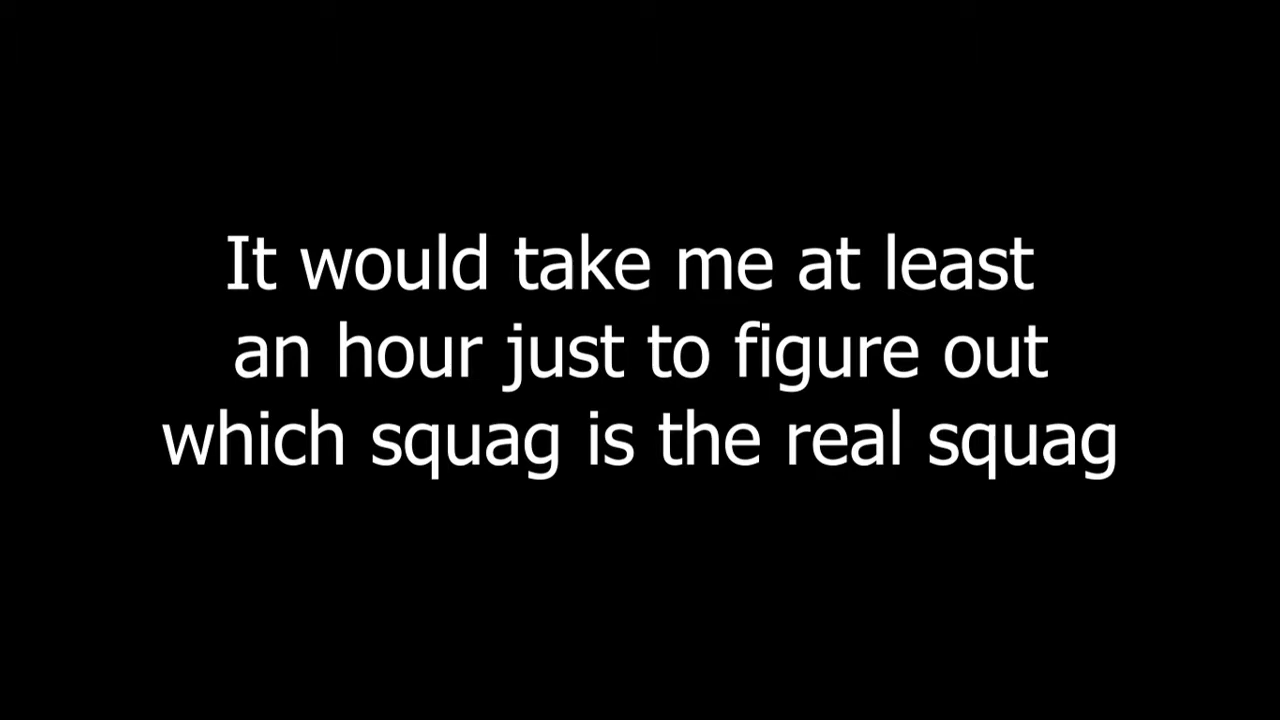 It would take me at least
an hour just to figure out
which squag is the real squag